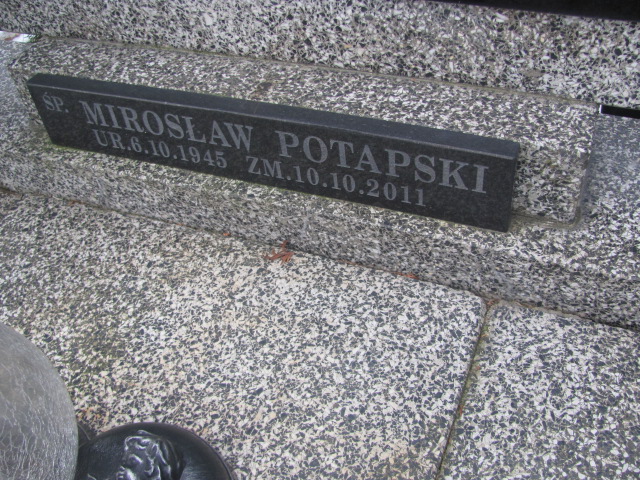 ŚP. MIROSŁAW POTAPSKI
UR.6.10.1945 ZM.10.10.2011